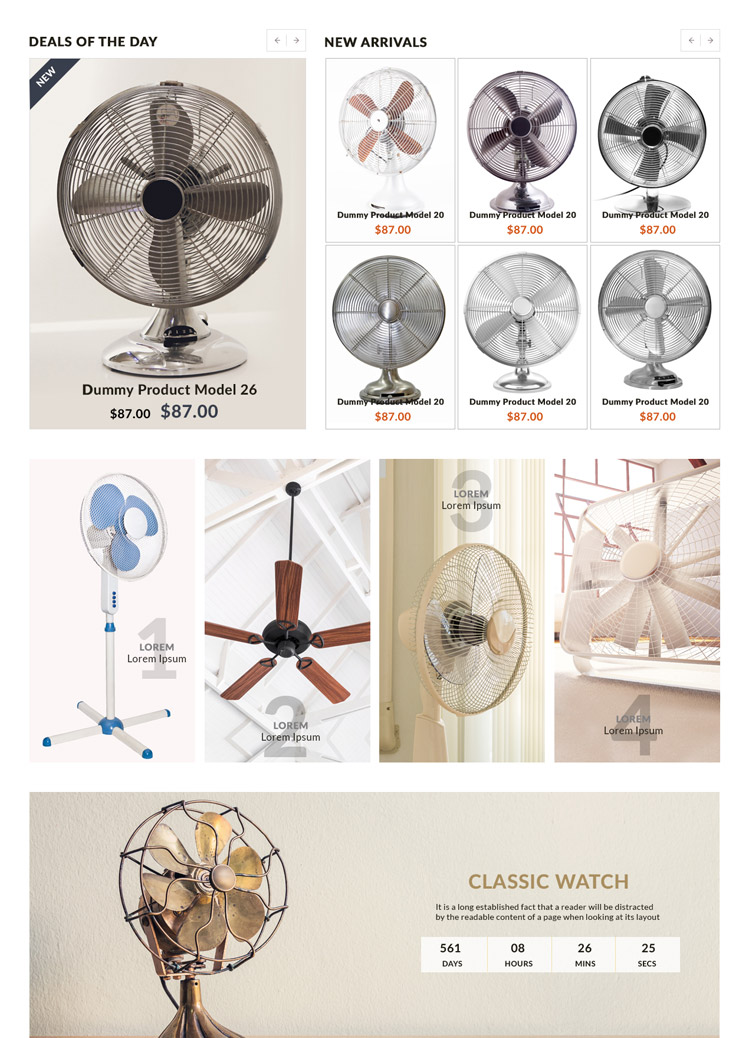 DEALS OF THE DAY
NEW
Dummy Product Model 26
$87.00 $87.00
NEW ARRIVALS
Dummy Product Model 20
$87.00
Dummy Product Model 20
$87.00
Dummy Product Model 20
$87.00
Dummy Product Model 20
$87.00
Dummy Product Model 20
$87.00
Dummy Product Model 20
$87.00
1
LOREM
Lorem Ipsum
2
LOREM
Lorem Ipsum
3
LOREM
Lorem Ipsum
4
LOREM
Lorem Ipsum
CLASSIC WATCH
It is a long established fact that a reader will be distracted
by the readable content of a page when looking at its layout
561 08 26 25
DAYS HOURS MINS SECS